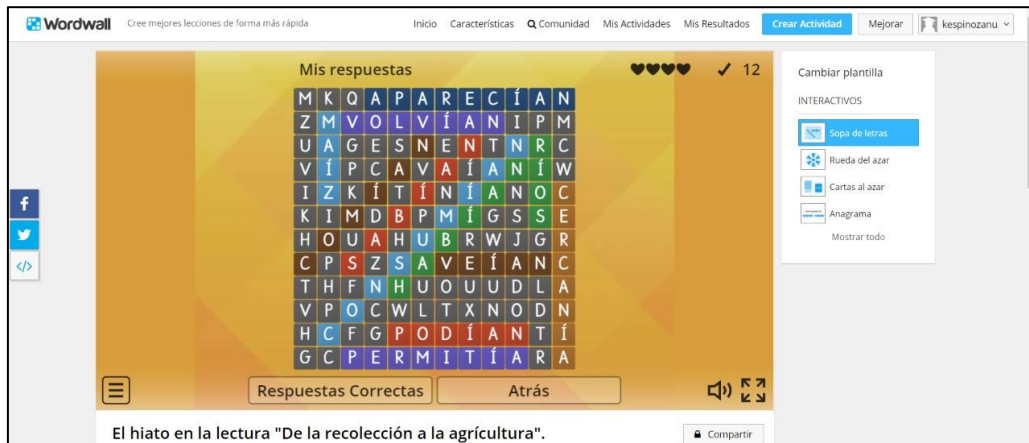 Wordwall Cree mejores lecciones de forma más rápida Inicio Características Comunidad Mis Actividades Mis Resultados Crear Actividad Mejorar kespinozanu
Mis respuestas 12
M K Q A P A R E C Í A N
Z M V O L V Í A N I P M
U A G E S N E N T N R C
V Í P C A V A Í A N Í W
I Z K Í T Í N Í A N O C
K I M D B P M Í G S S E
H O U A H U B R W J G R
C P S Z S A V E Í A N C
T H F N H U O U U D L A
V P O C W L T X N O D N
H C F G P O D Í A N T Í
G C P E R M I T Í A R A
Respuestas Correctas Atrás
El hiato en la lectura "De la recolección a la agrícultura".
Compartir
Cambiar plantilla
INTERACTIVOS
Sopa de letras
Rueda del azar
Cartas al azar
Anagrama
Mostrar todo
f
</>